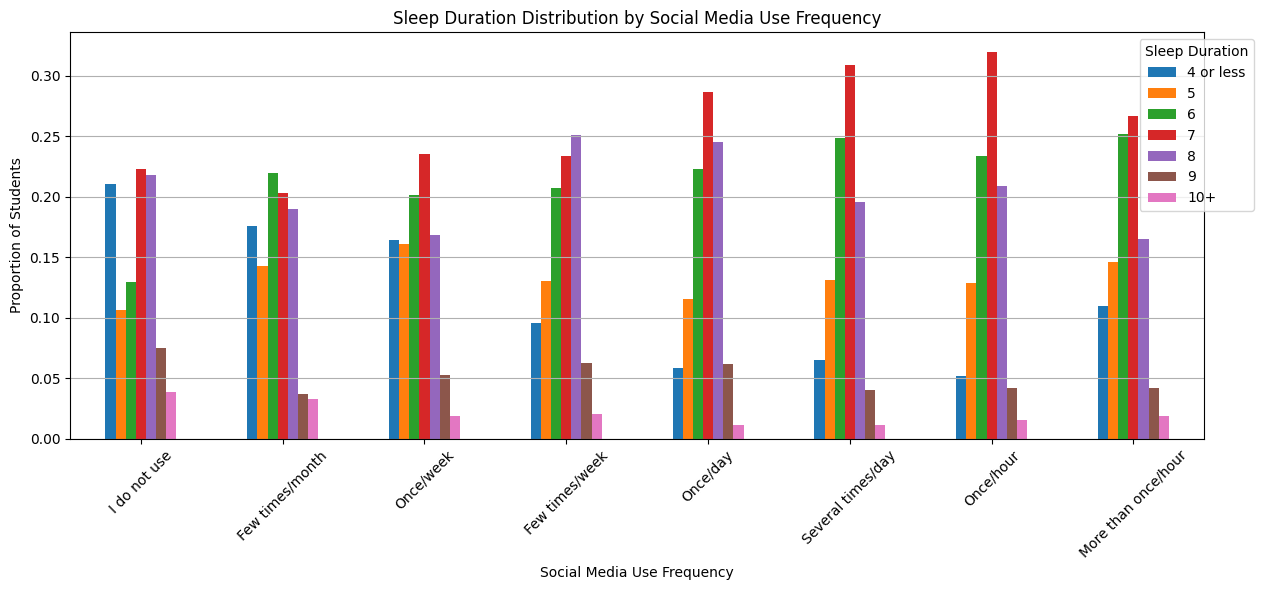 Sleep Duration Distribution by Social Media Use Frequency
Proportion of Students
0.30
0.25
0.20
0.15
0.10
0.05
0.00
Sleep Duration
4 or less
5
6
7
8
9
10+
I do not use
Few times/month
Once/week
Few times/week
Once/day
Several times/day
Once/hour
More than once/hour
Social Media Use Frequency